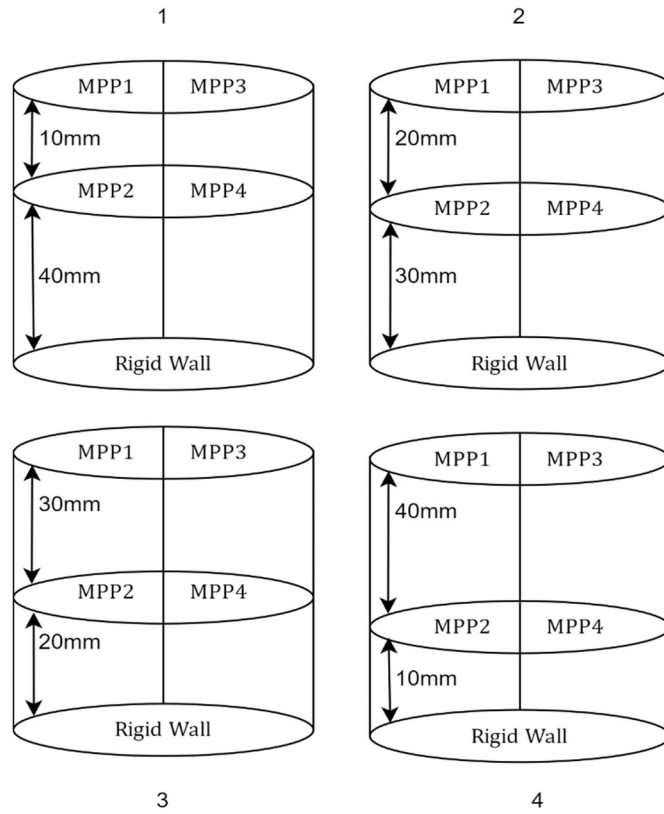 1
MPP1 MPP3
10mm
MPP2 MPP4
40mm
Rigid Wall
2
MPP1 MPP3
20mm
MPP2 MPP4
30mm
Rigid Wall
MPP1 MPP3
30mm
MPP2 MPP4
20mm
Rigid Wall
3
MPP1 MPP3
40mm
MPP2 MPP4
10mm
Rigid Wall
4